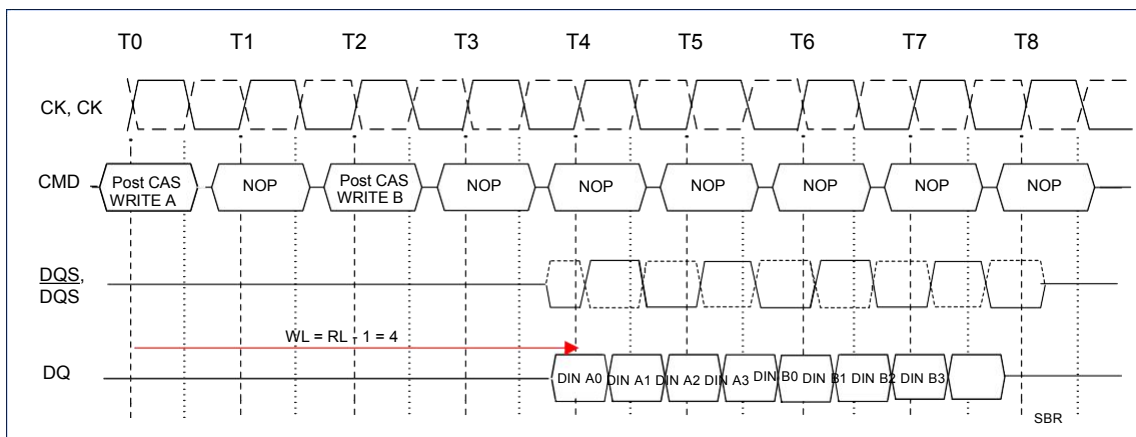 T0 T1 T2 T3 T4 T5 T6 T7 T8
CK, CK
CMD
Post CAS
WRITE A
NOP
Post CAS
WRITE B
NOP
NOP
NOP
NOP
NOP
NOP
DQS,
DQS
WL = RL - 1 = 4
DQ
DIN A0 DIN A1 DIN A2 DIN A3 DIN B0 DIN B1 DIN B2 DIN B3
SBR